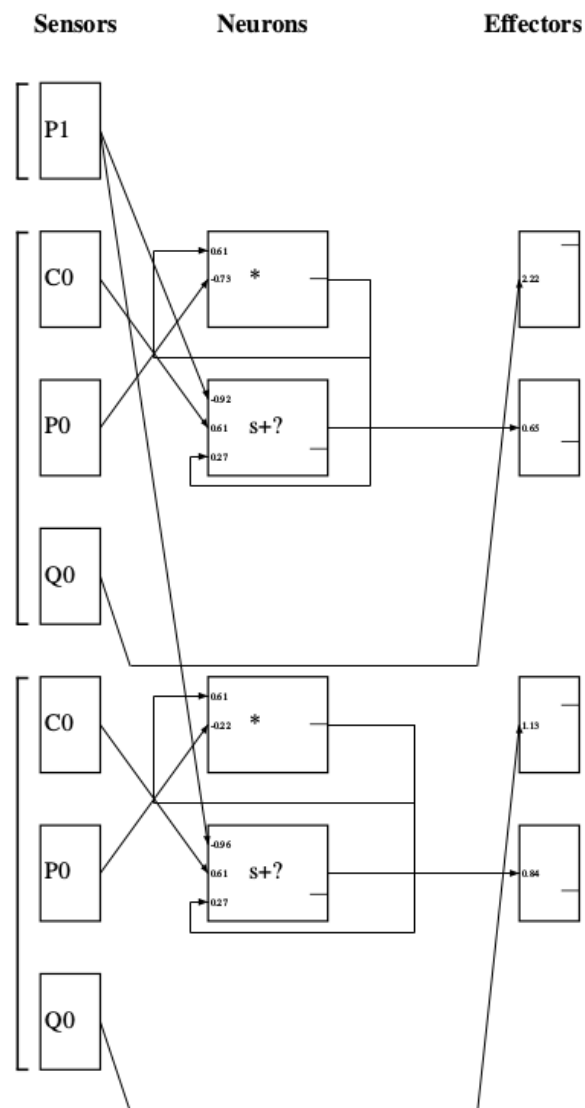 Sensors Neurons Effectors
P1
C0
0.61
-0.73 *
2.22
P0
-0.92
0.61 s+?
0.27
0.65
Q0
C0
0.61
-0.22 *
1.13
P0
-0.96
0.61 s+?
0.27
0.84
Q0